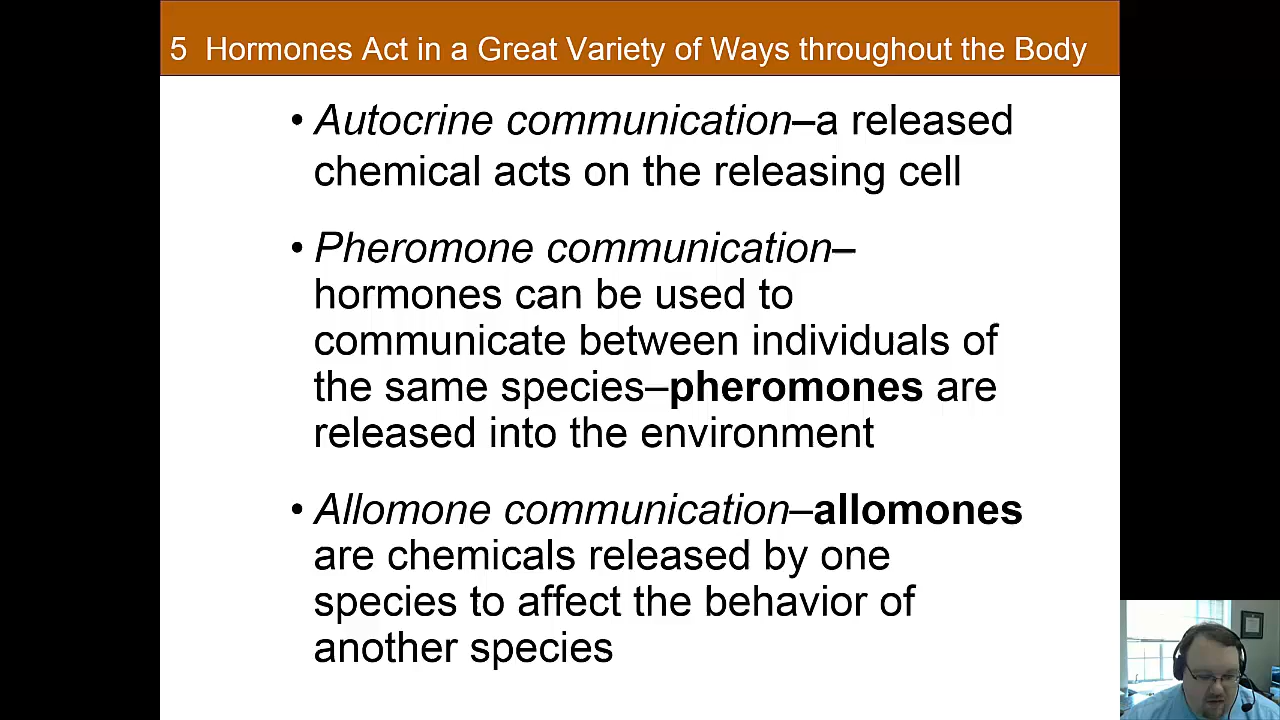 5 Hormones Act in a Great Variety of Ways throughout the Body
• Autocrine communication–a released
chemical acts on the releasing cell
• Pheromone communication–
hormones can be used to
communicate between individuals of
the same species–pheromones are
released into the environment
• Allomone communication–allomones
are chemicals released by one
species to affect the behavior of
another species